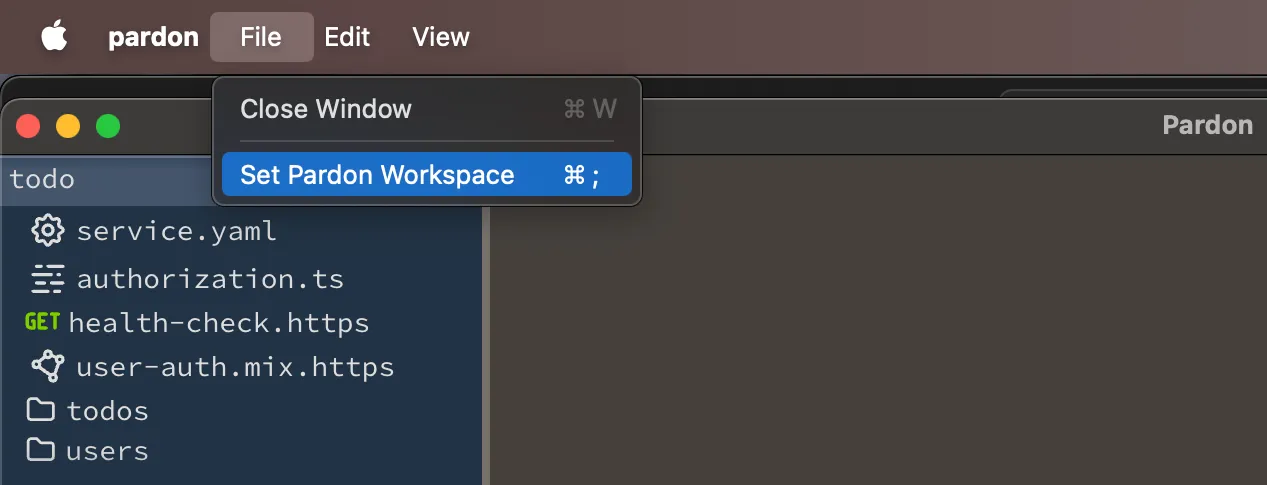 pardon File Edit View
Close Window ⌘ W
Pardon
Set Pardon Workspace ⌘ ;
todo
service.yaml
authorization.ts
GET health-check.https
user-auth.mix.https
todos
users